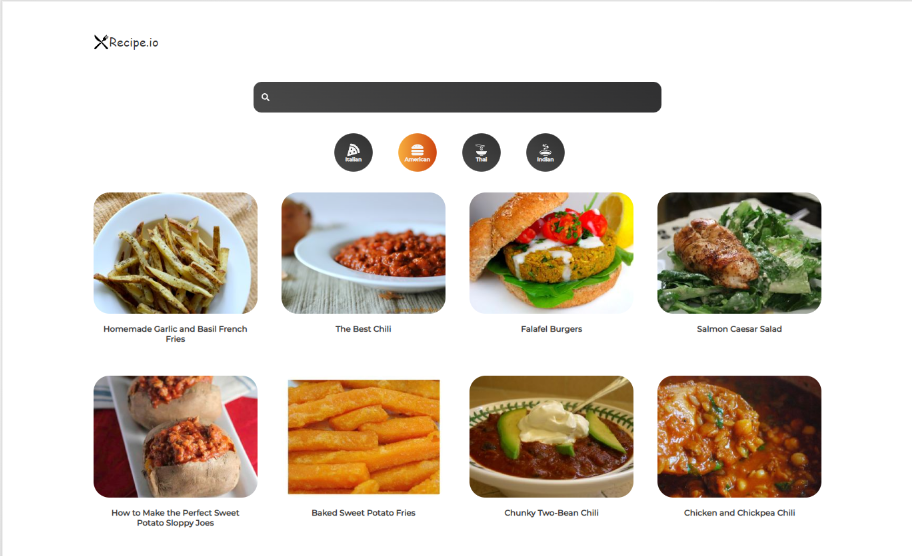 Recipe.io
Italian
American
Thai
Indian
Homemade Garlic and Basil French
Fries
The Best Chili
Falafel Burgers
Salmon Caesar Salad
How to Make the Perfect Sweet
Potato Sloppy Joes
Baked Sweet Potato Fries
Chunky Two-Bean Chili
Chicken and Chickpea Chili